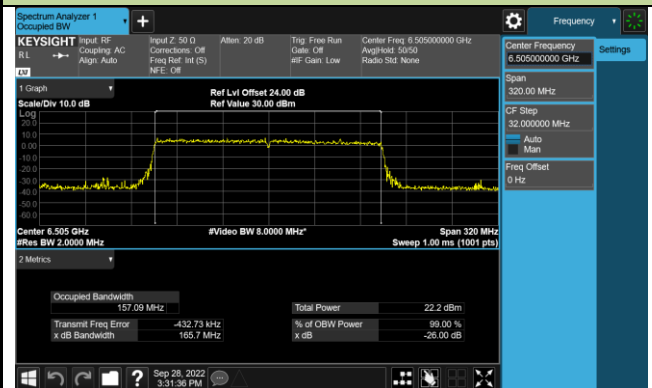 Spectrum Analyzer 1
Occupied BW
+
Frequency
KEYSIGHT
RL
LXI
Input: RF
Coupling: AC
Align: Auto
Input Z: 50 Ω
Corrections: Off
Freq Ref: Int (S)
NFE: Off
Atten: 20 dB
Trig: Free Run
Gate: Off
#IF Gain: Low
Center Freq: 6.505000000 GHz
Avg|Hold: 50/50
Radio Std: None
Center Frequency
6.505000000 GHz
Settings
Span
320.00 MHz
CF Step
32.000000 MHz
Auto
Man
Freq Offset
0 Hz
1 Graph
Scale/Div 10.0 dB
Ref Lvl Offset 24.00 dB
Ref Value 30.00 dBm
Log
20.0
10.0
0.00
-10.0
-20.0
-30.0
-40.0
-50.0
-60.0
Center 6.505 GHz
#Video BW 8.0000 MHz*
Span 320 MHz
#Res BW 2.0000 MHz
Sweep 1.00 ms (1001 pts)
2 Metrics
Occupied Bandwidth
157.09 MHz
Total Power 22.2 dBm
Transmit Freq Error -432.73 kHz
% of OBW Power 99.00 %
x dB Bandwidth 165.7 MHz
x dB -26.00 dB
?
Sep 28, 2022
3:31:36 PM